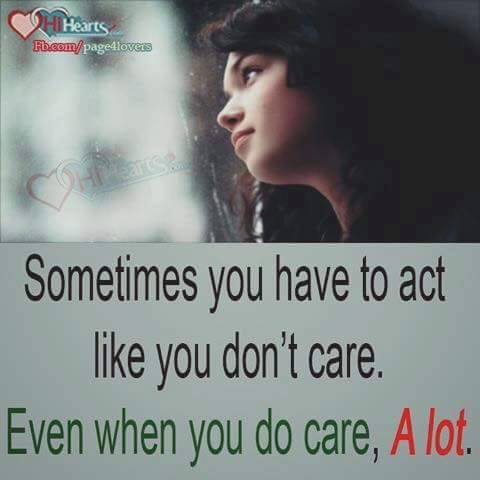 Hi Hearts
Fb.com/page4lovers
Hi Hearts
Sometimes you have to act
like you don't care.
Even when you do care, A lot.